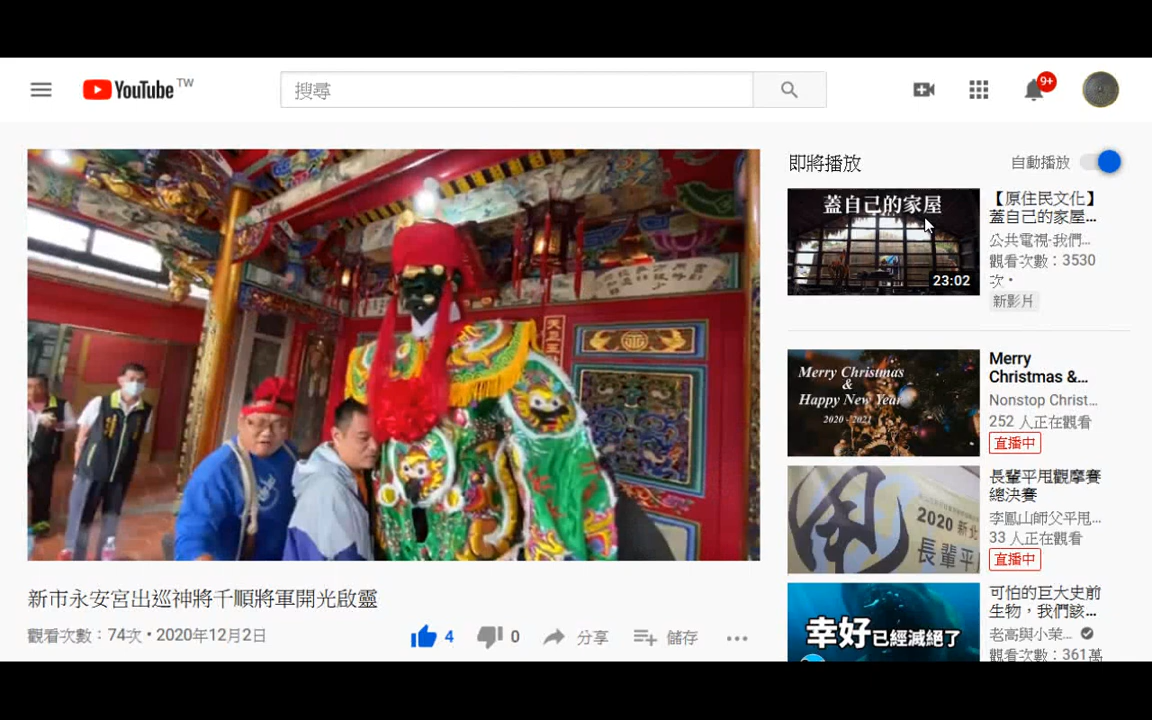 YouTube TW
搜尋
9+
即將播放
自動播放
蓋自己的家屋
23:02
【原住民文化】
蓋自己的家屋...
公共電視-我們...
觀看次數：3530
次・
新影片
Merry Christmas
&
Happy New Year
2020 - 2021
Merry
Christmas &...
Nonstop Christ...
252 人正在觀看
直播中
甩
2020 新北
長輩平
長輩平甩觀摩賽
總決賽
李鳳山師父平甩...
33 人正在觀看
直播中
幸好已經滅絕了
可怕的巨大史前
生物，我們該...
老高與小茉...
觀看次數：361萬
新市永安宮出巡神將千順將軍開光啟靈
觀看次數：74次 • 2020年12月2日
4
0
分享
儲存